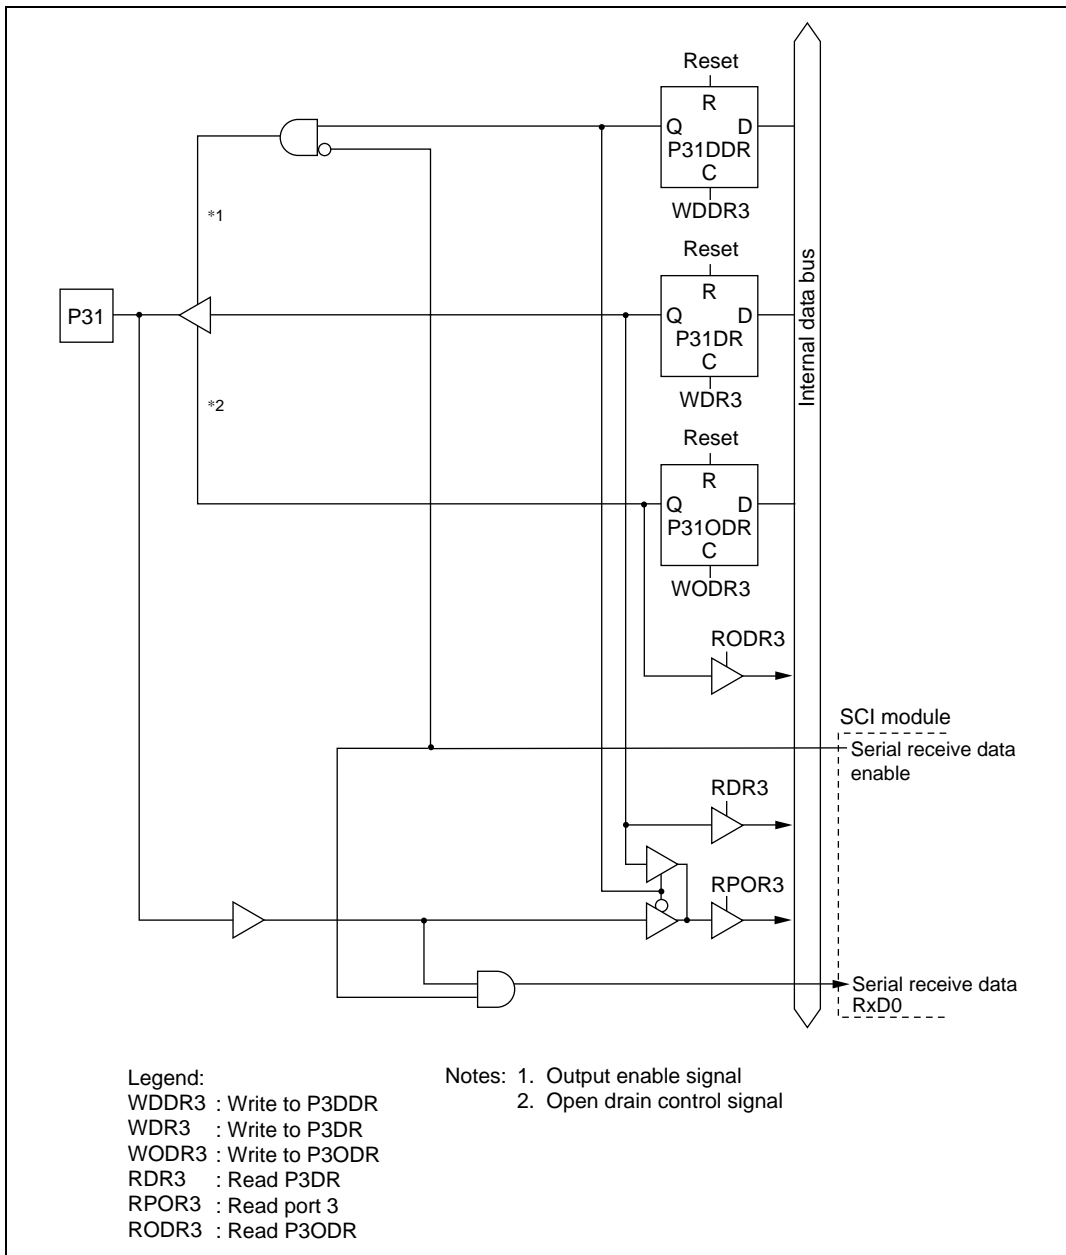 Reset
R
Q D
P31DDR
C
WDDR3
*1
Reset
R
P31
Q D
P31DR
C
WDR3
Internal data bus
*2
Reset
R
Q D
P31ODR
C
WODR3
RODR3
SCI module
Serial receive data
enable
RDR3
RPOR3
Serial receive data
RxD0
Legend:
WDDR3 : Write to P3DDR
WDR3 : Write to P3DR
WODR3 : Write to P3ODR
RDR3 : Read P3DR
RPOR3 : Read port 3
RODR3 : Read P3ODR
Notes: 1. Output enable signal
2. Open drain control signal